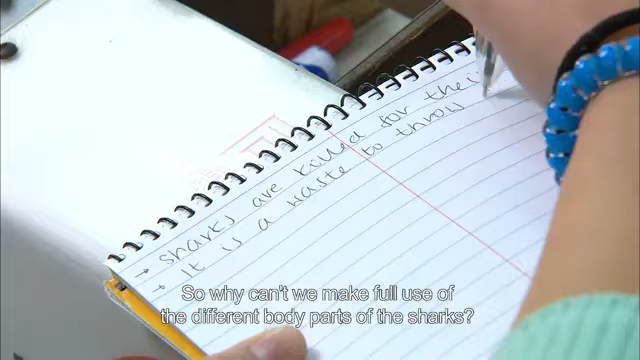 → sharks are killed for thei
→ It is a waste to throw
So why can't we make full use of
the different body parts of the sharks?